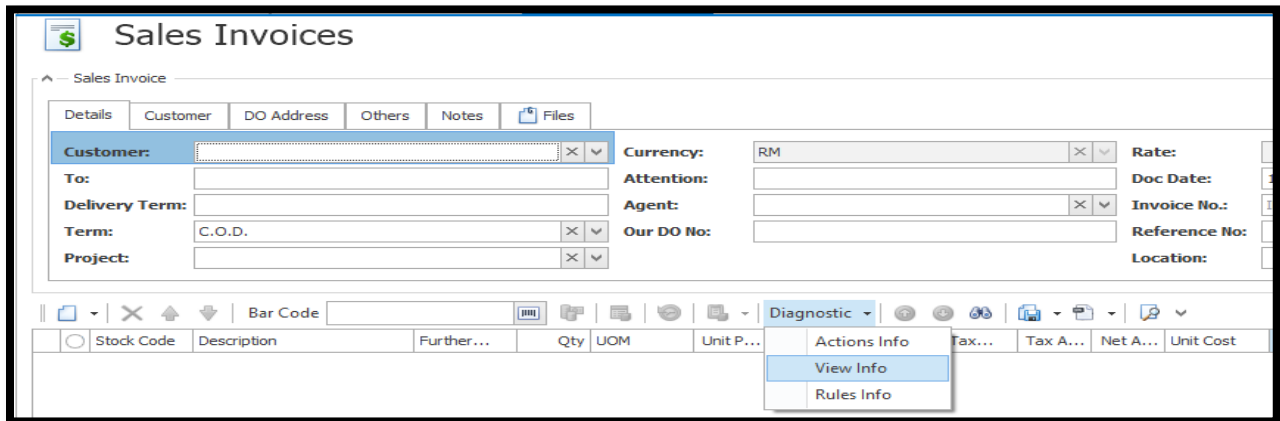 Sales Invoices
Sales Invoice
Details Customer DO Address Others Notes Files
Customer: Currency: RM Rate:
To: Attention: Doc Date:
Delivery Term: Agent: Invoice No.:
Term: C.O.D. Our DO No: Reference No:
Project: Location:
Bar Code Diagnostic
Stock Code Description Further... Qty UOM Unit P... Tax... Tax A... Net A... Unit Cost
Actions Info
View Info
Rules Info